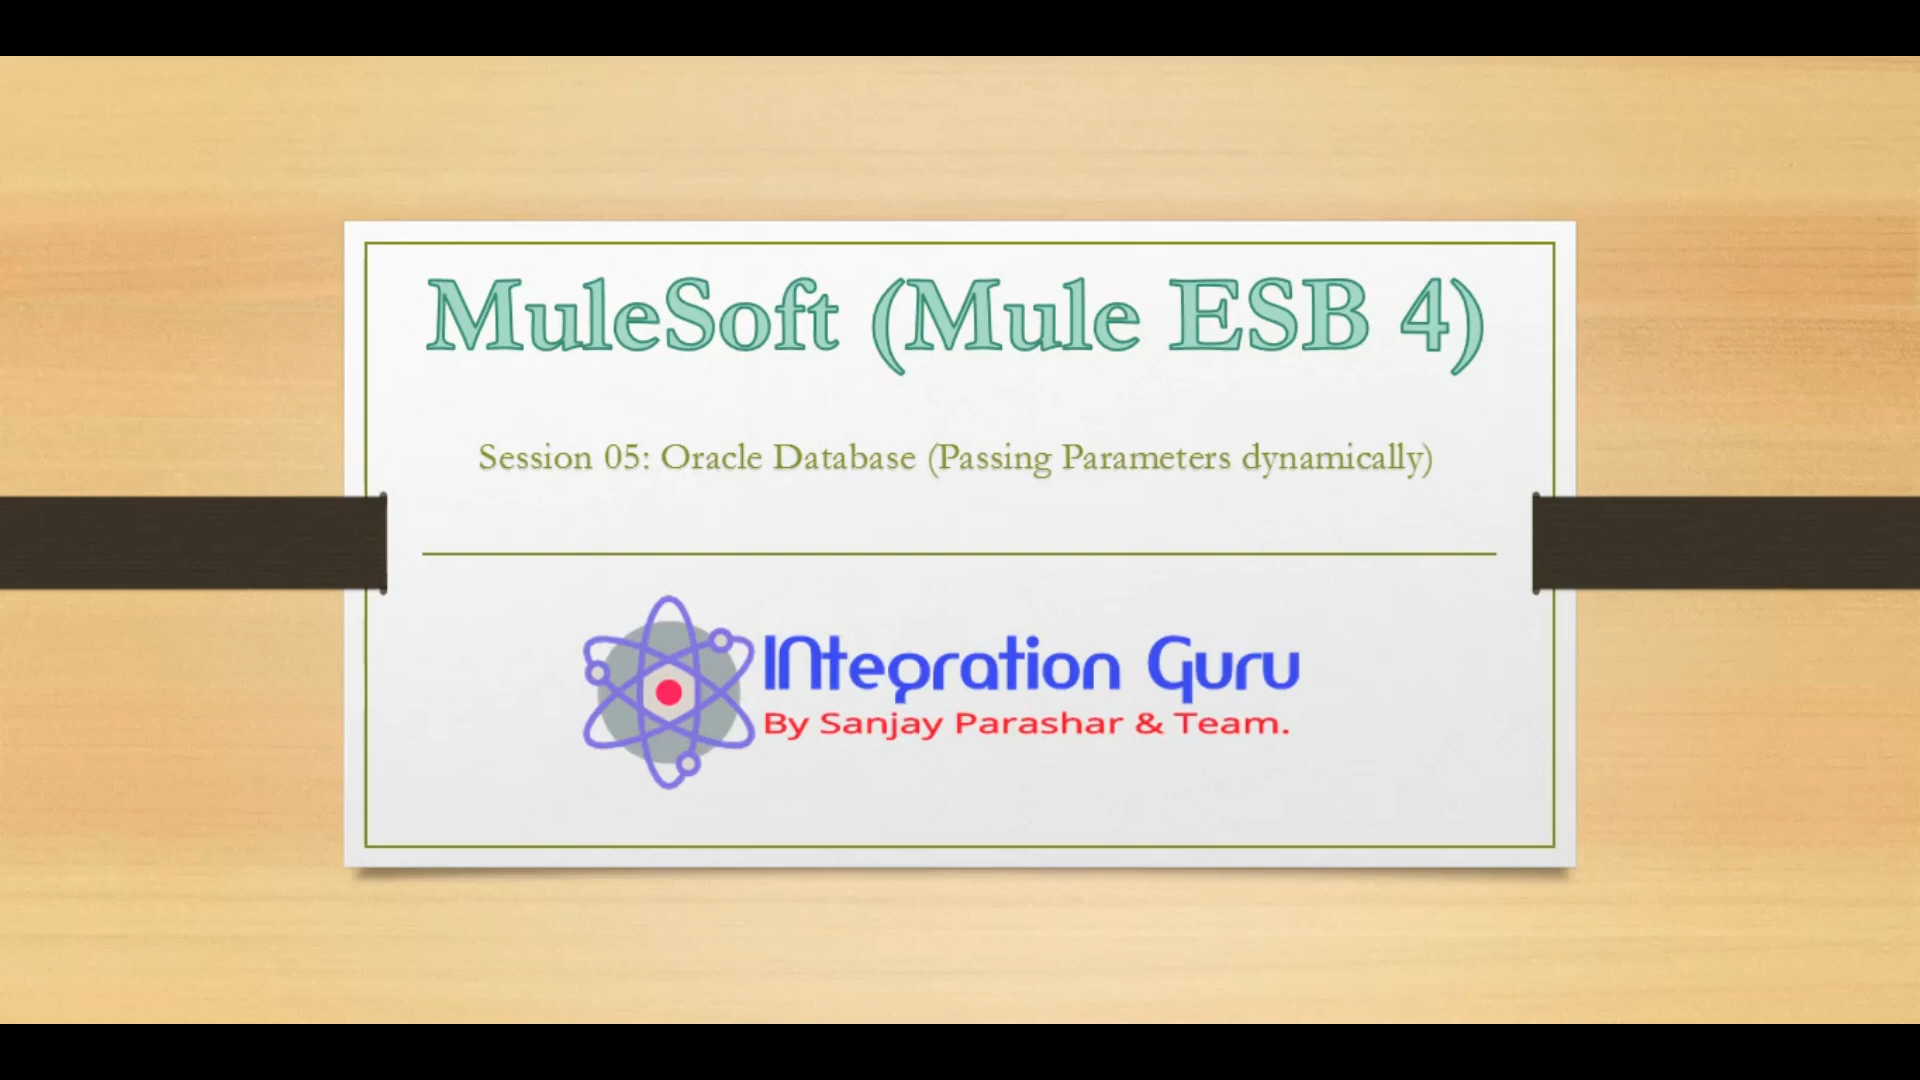 MuleSoft (Mule ESB 4)
Session 05: Oracle Database (Passing Parameters dynamically)
INtegration Guru
By Sanjay Parashar & Team.